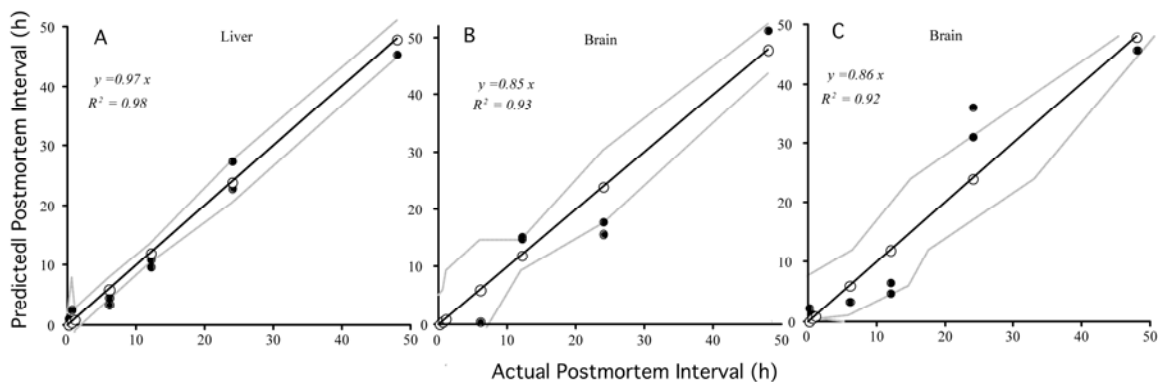 Predictedl Postmortem Interval (h)
A
Liver
y =0.97 x
R² = 0.98
50
40
30
20
10
0
0 10 20 30 40 50
B
Brain
y =0.85 x
R² = 0.93
50
40
30
20
10
0
0 10 20 30 40 50
C
Brain
y =0.86 x
R² = 0.92
50
40
30
20
10
0
0 10 20 30 40 50
Actual Postmortem Interval (h)